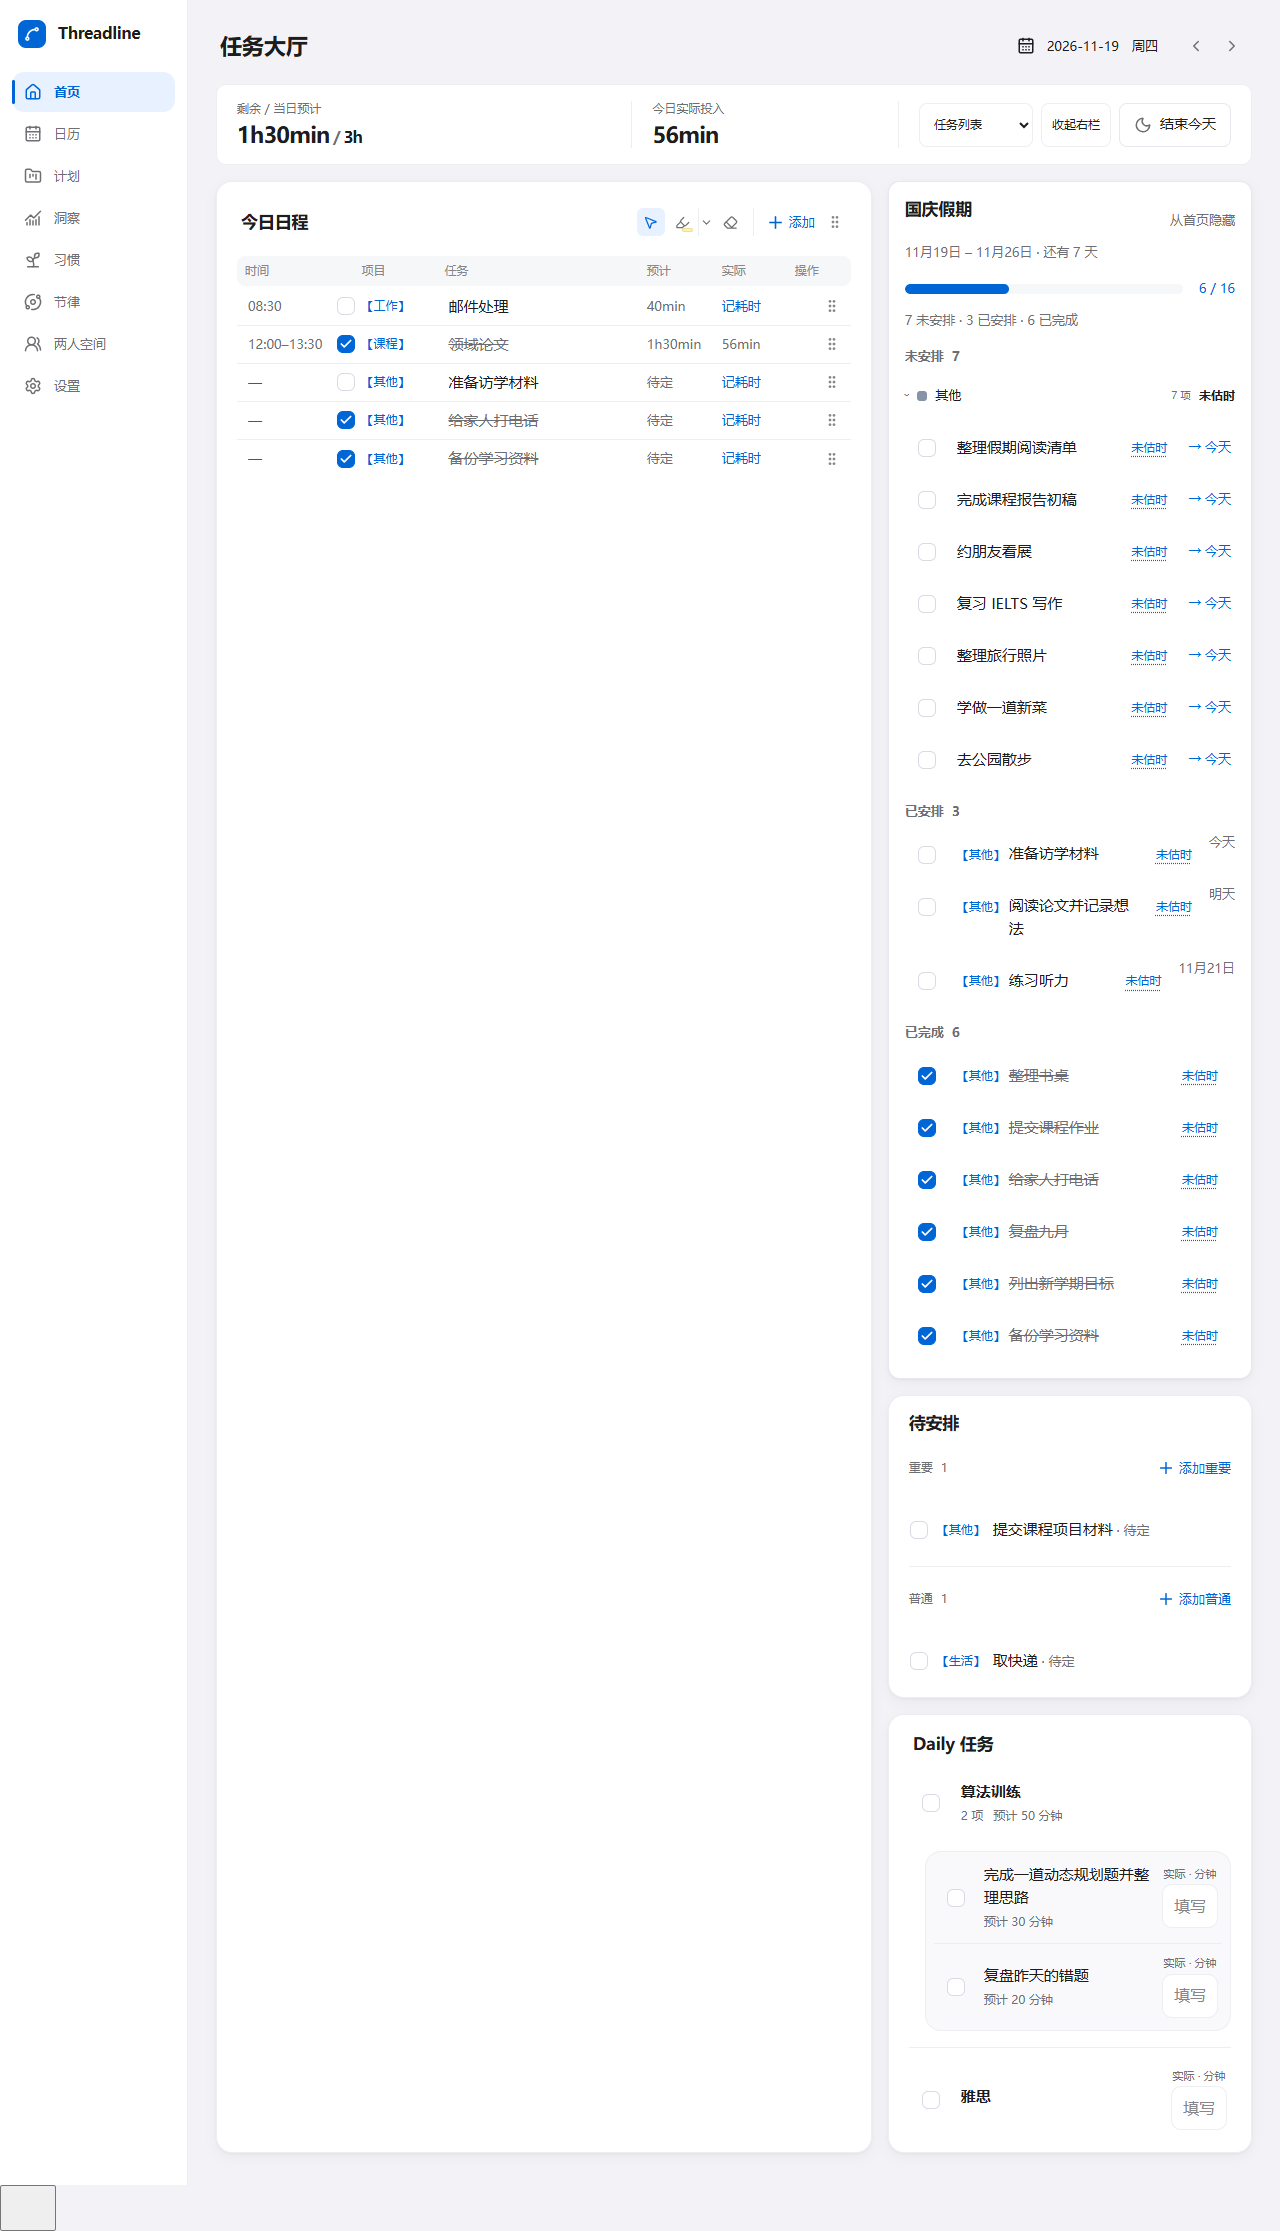 Threadline
首页
日历
计划
洞察
习惯
节律
两人空间
设置
任务大厅
2026-11-19 周四
剩余 / 当日预计
1h30min / 3h
今日实际投入
56min
任务列表
收起右栏
结束今天
今日日程
添加
时间 项目 任务 预计 实际 操作
08:30 【工作】 邮件处理 40min 记耗时
12:00–13:30 【课程】 领域论文 1h30min 56min
— 【其他】 准备访学材料 待定 记耗时
— 【其他】 给家人打电话 待定 记耗时
— 【其他】 备份学习资料 待定 记耗时
国庆假期
从首页隐藏
11月19日 – 11月26日 · 还有 7 天
6 / 16
7 未安排 · 3 已安排 · 6 已完成
未安排 7
其他 7 项 未估时
整理假期阅读清单 未估时 → 今天
完成课程报告初稿 未估时 → 今天
约朋友看展 未估时 → 今天
复习 IELTS 写作 未估时 → 今天
整理旅行照片 未估时 → 今天
学做一道新菜 未估时 → 今天
去公园散步 未估时 → 今天
已安排 3
【其他】 准备访学材料 未估时 今天
【其他】 阅读论文并记录想 未估时 明天
法
【其他】 练习听力 未估时 11月21日
已完成 6
【其他】 整理书桌 未估时
【其他】 提交课程作业 未估时
【其他】 给家人打电话 未估时
【其他】 复盘九月 未估时
【其他】 列出新学期目标 未估时
【其他】 备份学习资料 未估时
待安排
重要 1 添加重要
【其他】 提交课程项目材料 · 待定
普通 1 添加普通
【生活】 取快递 · 待定
Daily 任务
算法训练
2 项 预计 50 分钟
完成一道动态规划题并整
理思路
预计 30 分钟
实际 · 分钟
填写
复盘昨天的错题
预计 20 分钟
实际 · 分钟
填写
雅思
实际 · 分钟
填写